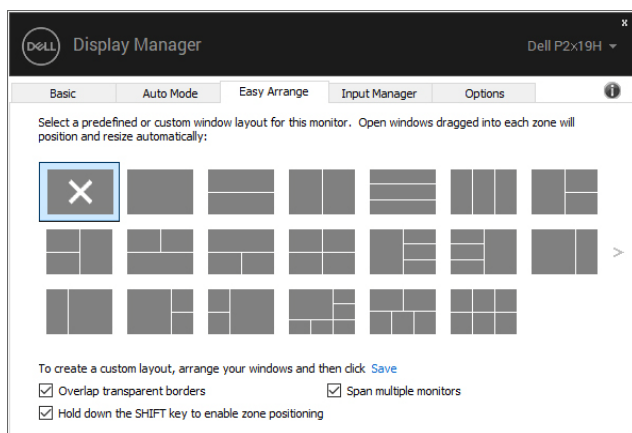 x
DELL Display Manager Dell P2x19H
Basic Auto Mode Easy Arrange Input Manager Options
Select a predefined or custom window layout for this monitor. Open windows dragged into each zone will
position and resize automatically:
To create a custom layout, arrange your windows and then click Save
Overlap transparent borders Span multiple monitors
Hold down the SHIFT key to enable zone positioning